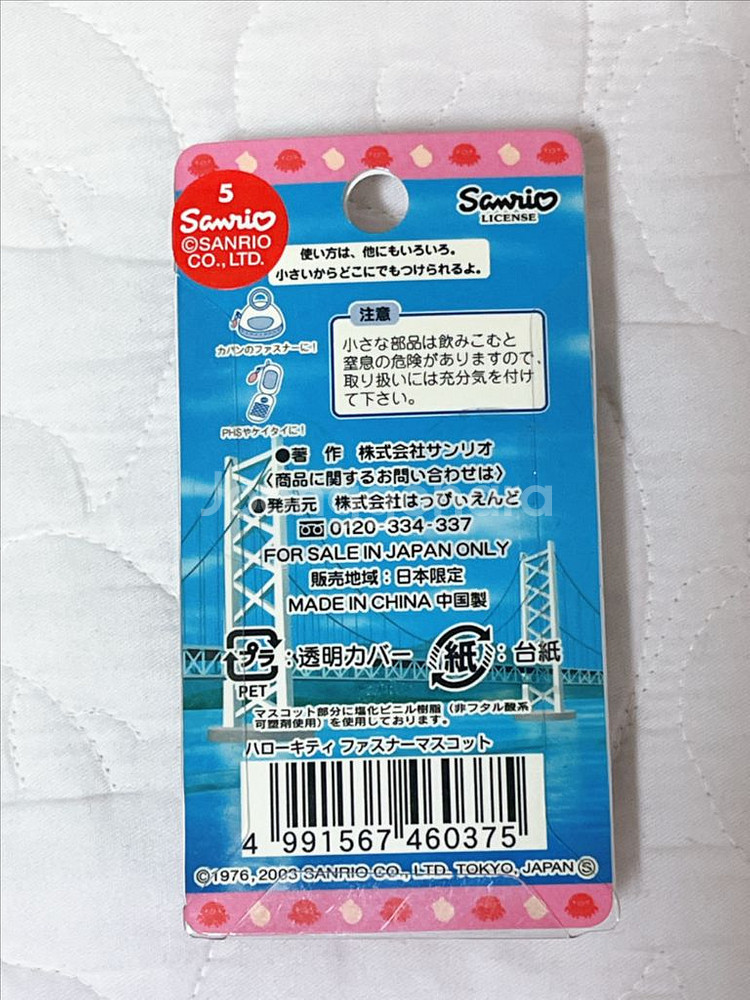 5
Sanrio
©SANRIO
CO., LTD.
Sanrio
LICENSE
使い方は、他にもいろいろ。
小さいからどこにでもつけられるよ。
カバンのファスナーに!
PHSやケイタイに!
注意
小さな部品は飲みこむと
窒息の危険がありますので、
取り扱いには充分気を付け
て下さい。
●著 作 株式会社サンリオ
〈商品に関するお問い合わせは〉
●発売元 株式会社はっぴぃえんど
0120-334-337
FOR SALE IN JAPAN ONLY
販売地域:日本限定
MADE IN CHINA 中国製
プラ:透明カバー 紙:台紙
PET
マスコット部分に塩化ビニル樹脂(非フタル酸系
可塑剤使用)を使用しております。
ハローキティ ファスナーマスコット
4 991567 460375
©1976, 2003 SANRIO CO., LTD. TOKYO, JAPAN Ⓢ